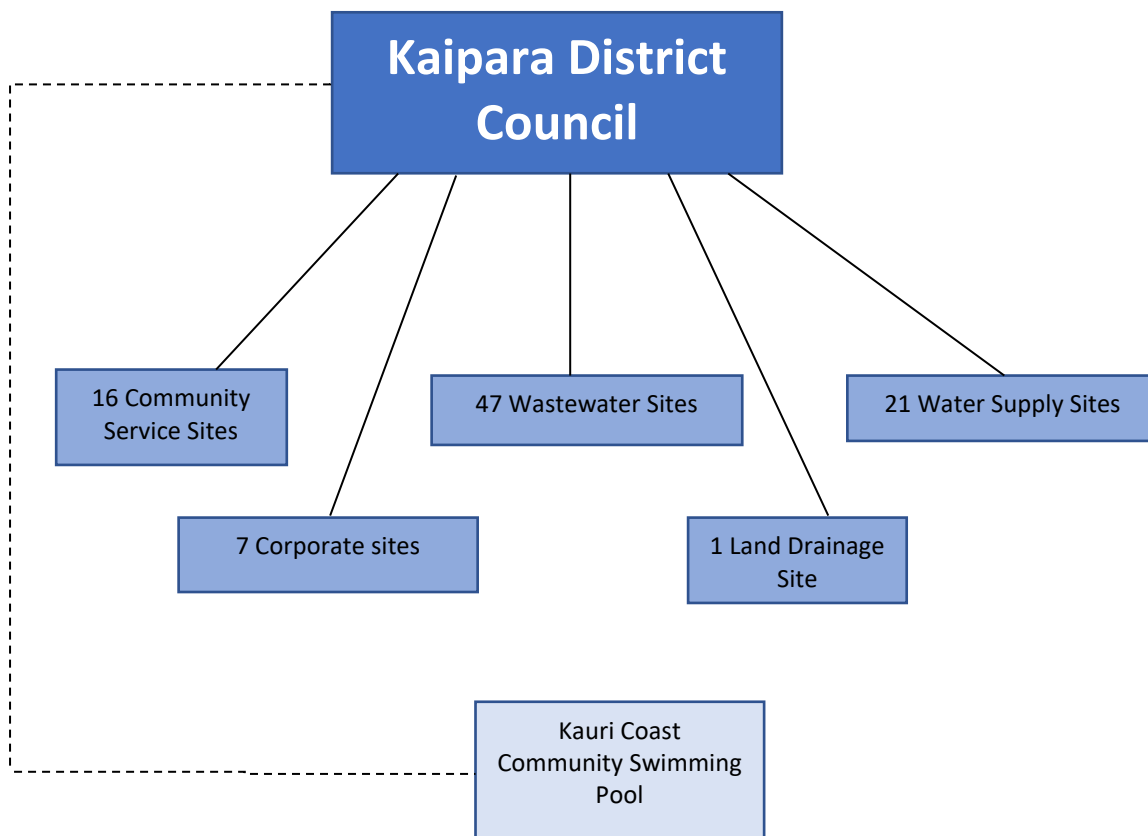 Kaipara District
Council
16 Community
Service Sites
47 Wastewater Sites
21 Water Supply Sites
7 Corporate sites
1 Land Drainage
Site
Kauri Coast
Community Swimming
Pool